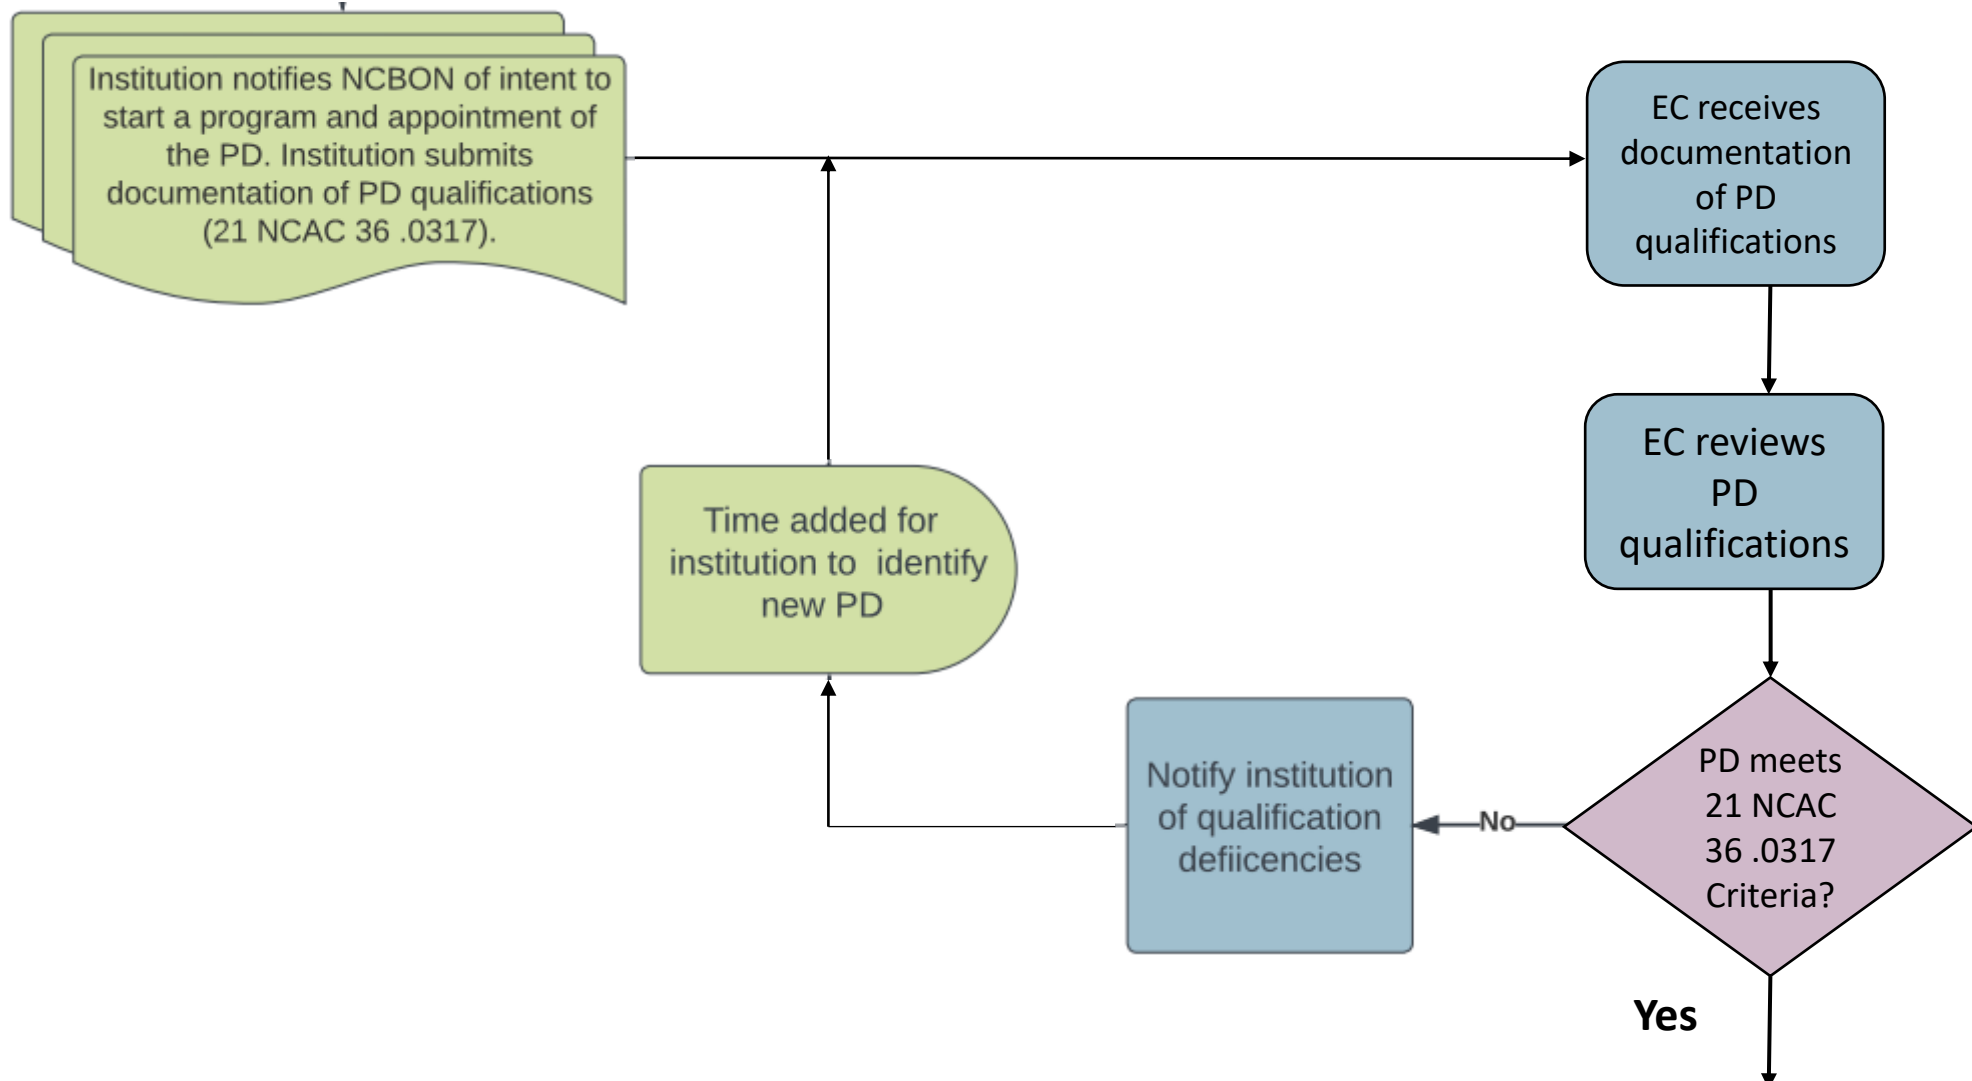 Institution notifies NCBON of intent to
start a program and appointment of
the PD. Institution submits
documentation of PD qualifications
(21 NCAC 36 .0317).
EC receives
documentation
of PD
qualifications
EC reviews
PD
qualifications
Time added for
institution to  identify
new PD
Notify institution
of qualification
defiicencies
No
PD meets
21 NCAC
36 .0317
Criteria?
Yes